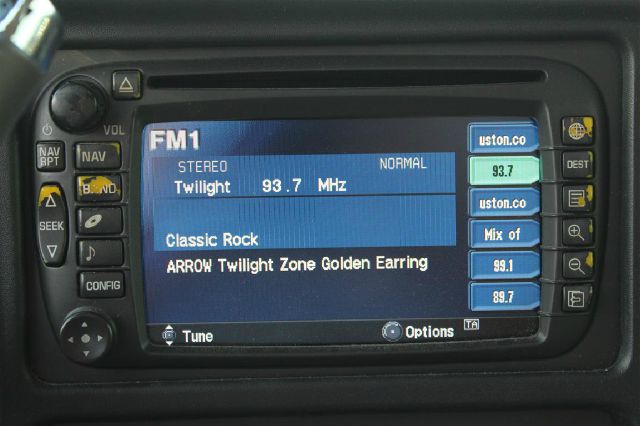 VOL
NAV
RPT
NAV
BAND
SEEK
CONFIG
FM1
STEREO NORMAL
Twilight 93.7 MHz
Classic Rock
ARROW Twilight Zone Golden Earring
Tune
Options
TA
uston.co
93.7
uston.co
Mix of
99.1
89.7
DEST